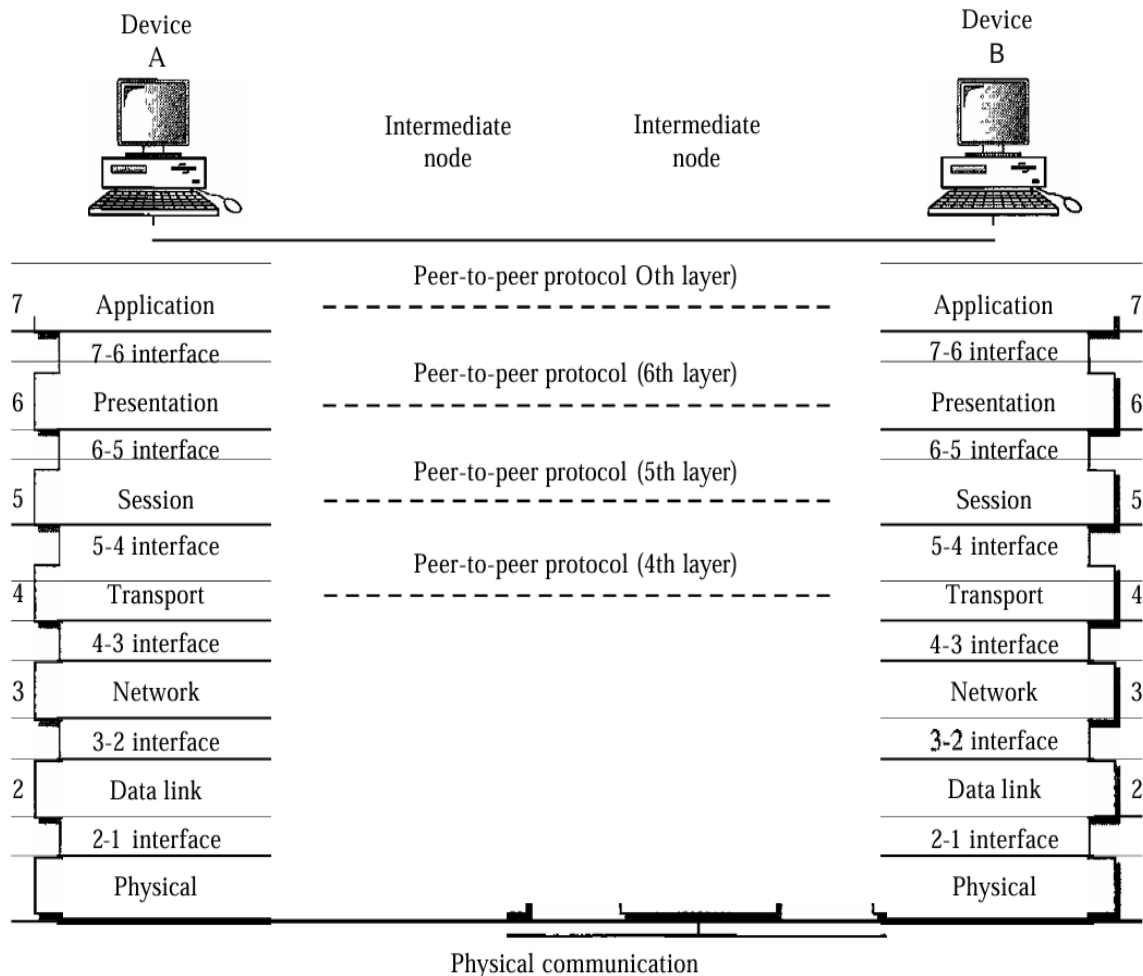 Device
A
Device
B
Intermediate
node
Intermediate
node
Peer-to-peer protocol Oth layer)
7 Application
Application 7
7-6 interface
7-6 interface
Peer-to-peer protocol (6th layer)
6 Presentation
Presentation 6
6-5 interface
6-5 interface
Peer-to-peer protocol (5th layer)
5 Session
Session 5
5-4 interface
5-4 interface
Peer-to-peer protocol (4th layer)
4 Transport
Transport 4
4-3 interface
4-3 interface
3 Network
Network 3
3-2 interface
3-2 interface
2 Data link
Data link 2
2-1 interface
2-1 interface
Physical
Physical
Physical communication